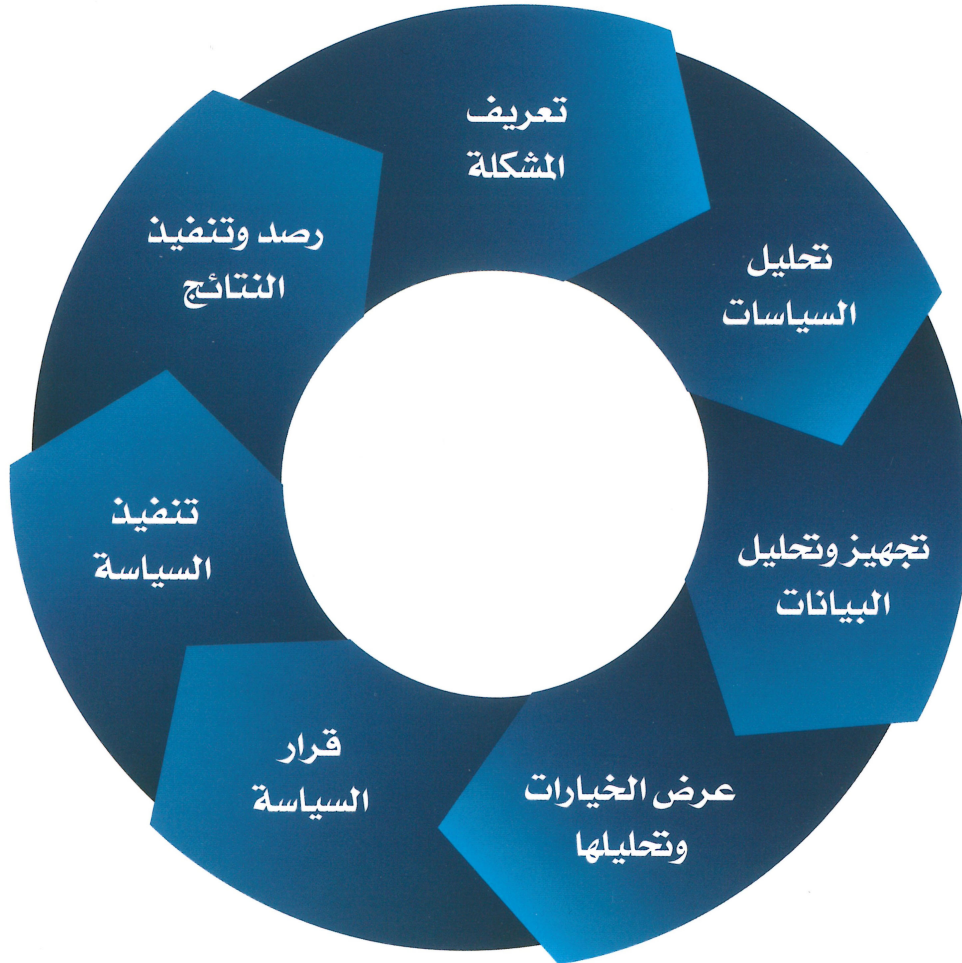 تعريف
المشكلة
تحليل
السياسات
تجهيز وتحليل
البيانات
عرض الخيارات
وتحليلها
قرار
السياسة
تنفيذ
السياسة
رصد وتنفيذ
النتائج